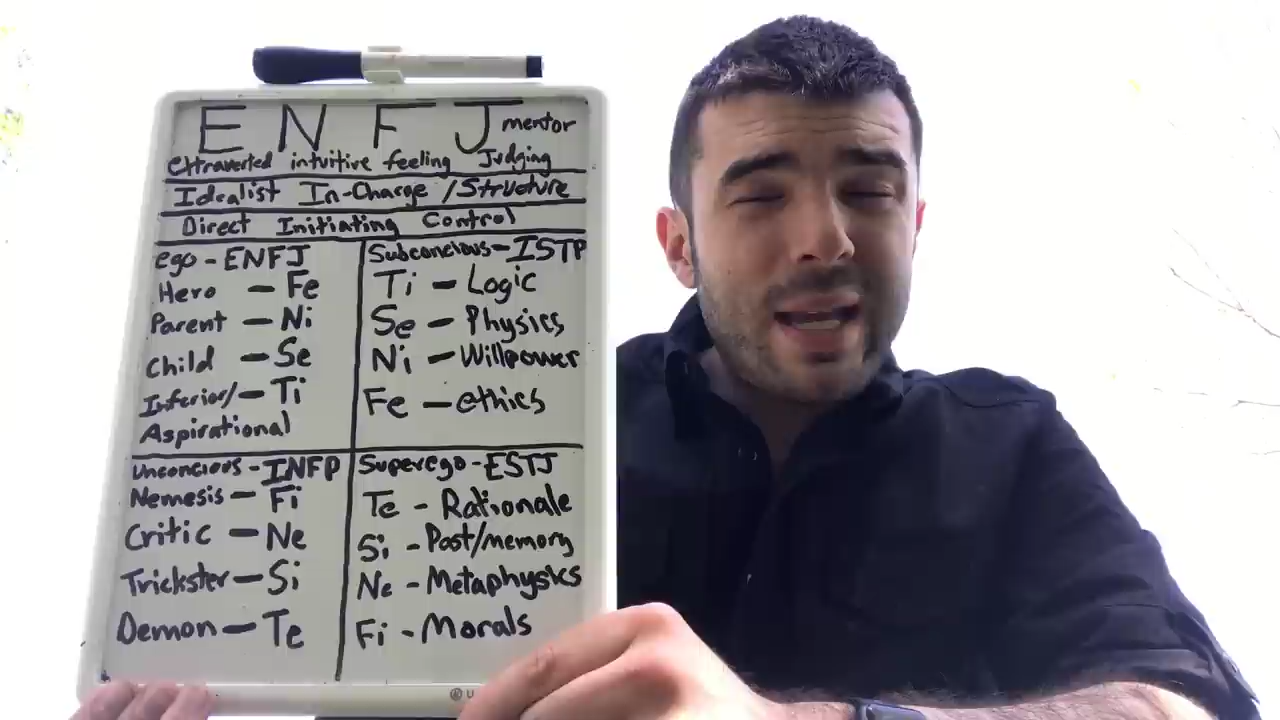 ENFJ mentor
extraverted intuitive feeling Judging
Idealist In-Charge / Structure
Direct Initiating Control
ego - ENFJ
Hero - Fe
Parent - Ni
Child - Se
Inferior/ - Ti
Aspirational
Subconcious - ISTP
Ti - Logic
Se - Physics
Ni - Willpower
Fe - ethics
Unconcious - INFP
Nemesis - Fi
Critic - Ne
Trickster - Si
Demon - Te
Superego - ESTJ
Te - Rationale
Si - Past/memory
Ne - Metaphysics
Fi - Morals